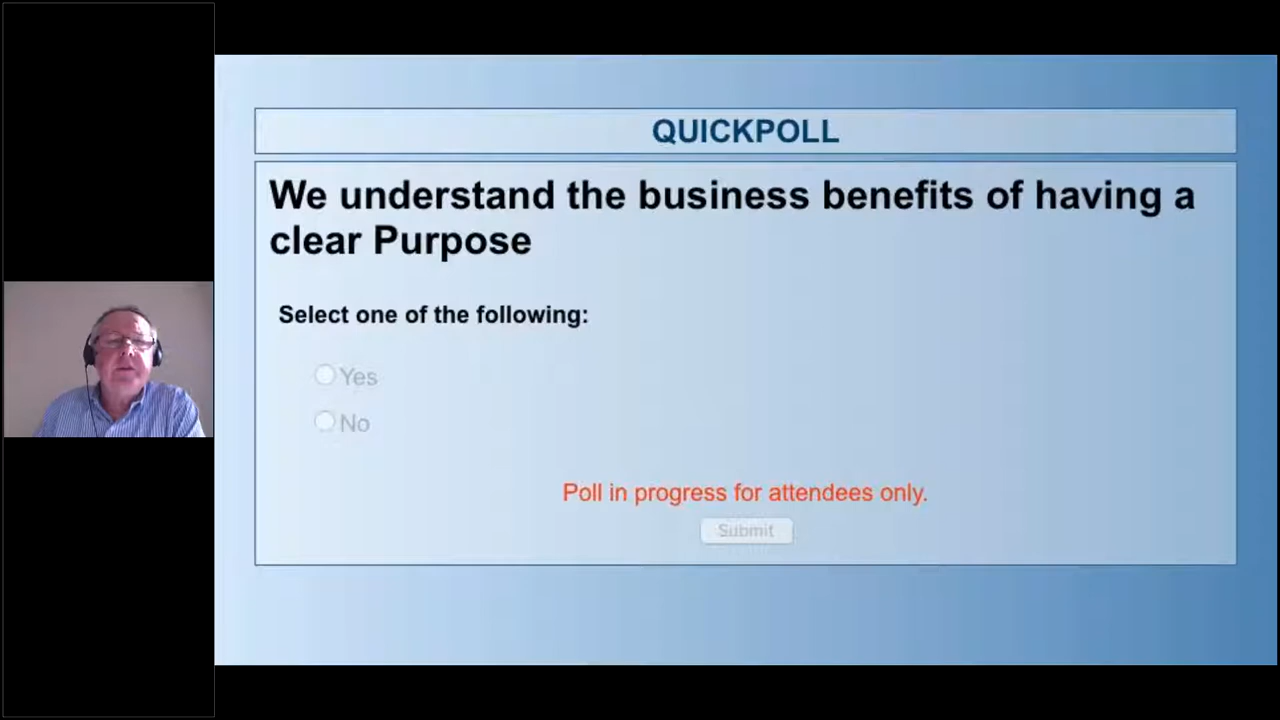 QUICKPOLL
We understand the business benefits of having a
clear Purpose
Select one of the following:
Yes
No
Poll in progress for attendees only.
Submit